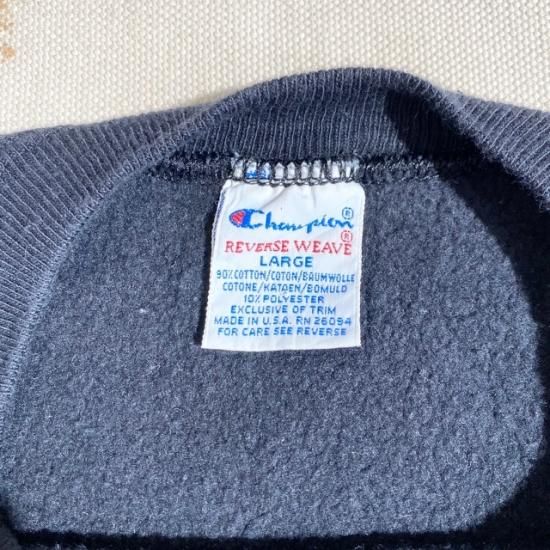 Champion®
REVERSE WEAVE®
LARGE
90% COTTON/COTON/BAUMWOLLE
COTONE/KATOEN/BOMULD
10% POLYESTER
EXCLUSIVE OF TRIM
MADE IN U.S.A. RN 26094
FOR CARE SEE REVERSE